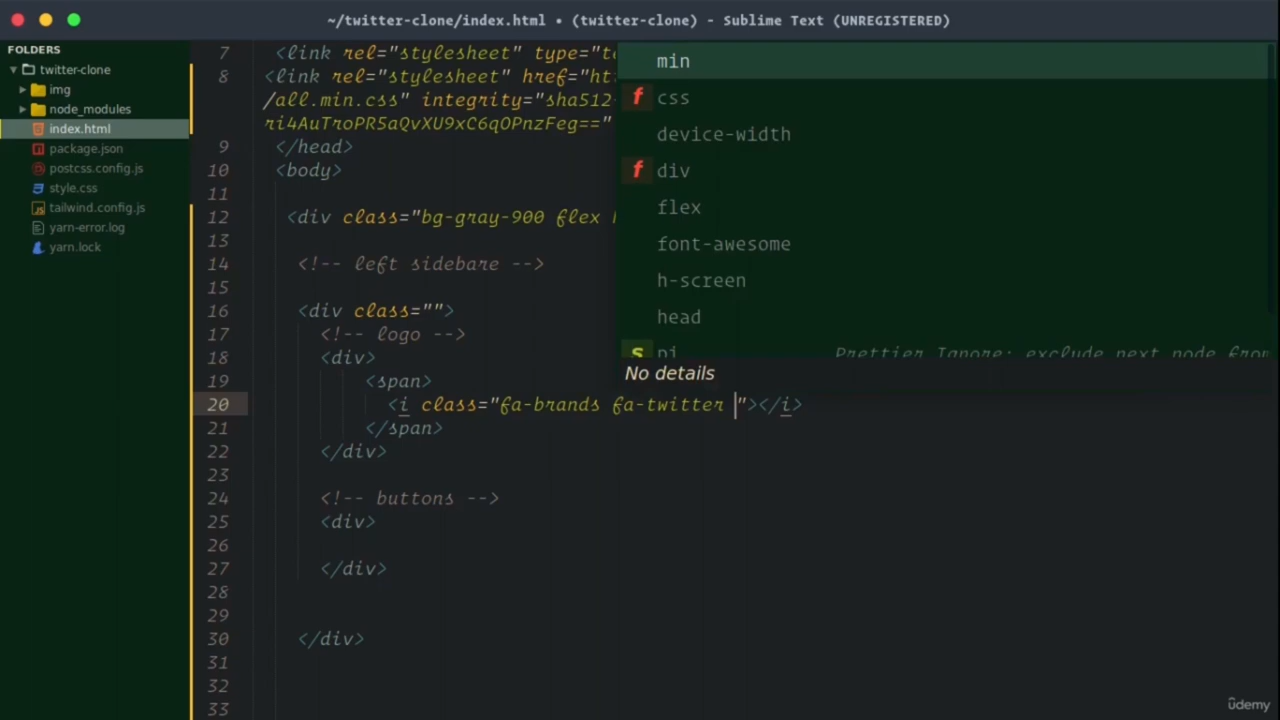 ~/twitter-clone/index.html • (twitter-clone) - Sublime Text (UNREGISTERED)
FOLDERS
twitter-clone
img
node_modules
index.html
package.json
postcss.config.js
style.css
tailwind.config.js
yarn-error.log
yarn.lock
7 <link rel="stylesheet" type="te
8 <link rel="stylesheet" href="htt
/all.min.css" integrity="sha512-
ri4AuTroPR5aQvXU9xC6qOPnzFeg=="
9 </head>
10 <body>
11
12 <div class="bg-gray-900 flex h
13
14 <!-- left sidebare -->
15
16 <div class="">
17 <!-- logo -->
18 <div>
19 <span>
20 <i class="fa-brands fa-twitter "></i>
21 </span>
22 </div>
23
24 <!-- buttons -->
25 <div>
26
27 </div>
28
29
30 </div>
31
32
33
min
f css
device-width
f div
flex
font-awesome
h-screen
head
S pi Prettier Ignore: exclude next node from
No details
ûdemy